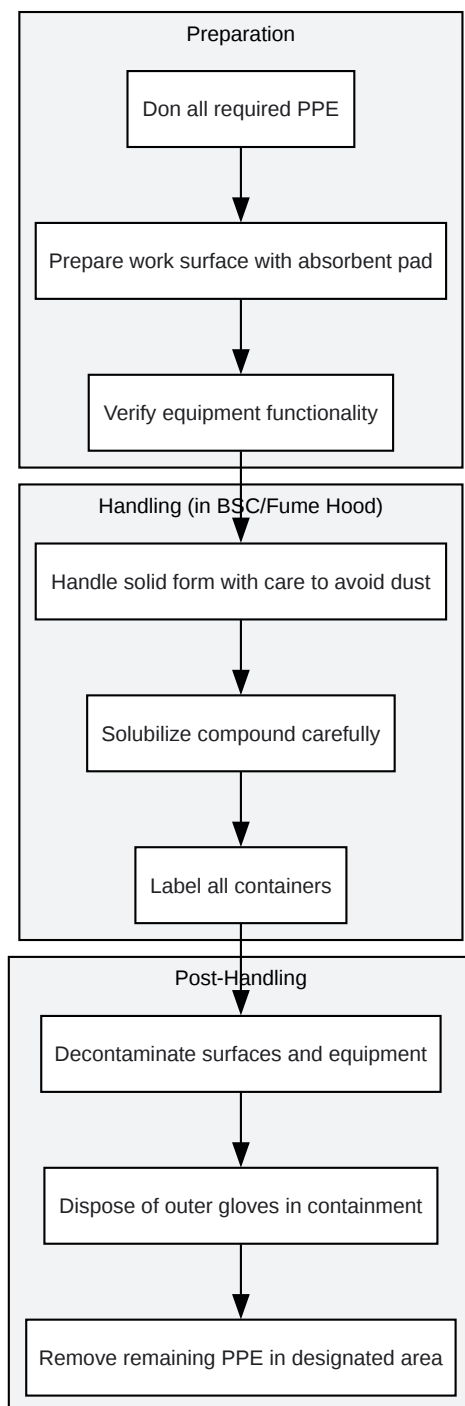 Preparation
Don all required PPE
Prepare work surface with absorbent pad
Verify equipment functionality
Handling (in BSC/Fume Hood)
Handle solid form with care to avoid dust
Solubilize compound carefully
Label all containers
Post-Handling
Decontaminate surfaces and equipment
Dispose of outer gloves in containment
Remove remaining PPE in designated area